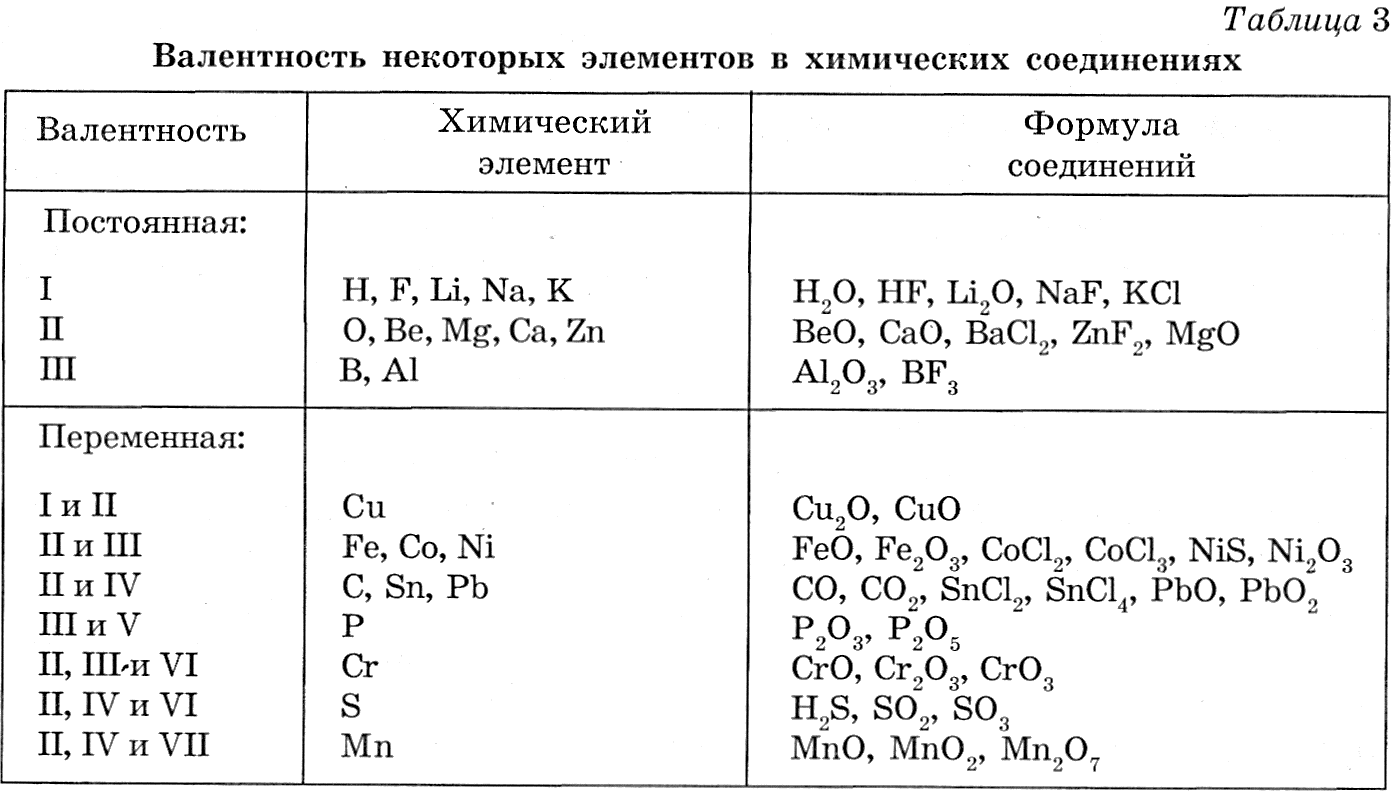 Таблица 3
Валентность некоторых элементов в химических соединениях
Валентность Химический элемент Формула соединений
Постоянная:
I H, F, Li, Na, K H₂O, HF, Li₂O, NaF, KCl
II O, Be, Mg, Ca, Zn BeO, CaO, BaCl₂, ZnF₂, MgO
III B, Al Al₂O₃, BF₃
Переменная:
I и II Cu Cu₂O, CuO
II и III Fe, Co, Ni FeO, Fe₂O₃, CoCl₂, CoCl₃, NiS, Ni₂O₃
II и IV C, Sn, Pb CO, CO₂, SnCl₂, SnCl₄, PbO, PbO₂
III и V P P₂O₃, P₂O₅
II, III и VI Cr CrO, Cr₂O₃, CrO₃
II, IV и VI S H₂S, SO₂, SO₃
II, IV и VII Mn MnO, MnO₂, Mn₂O₇